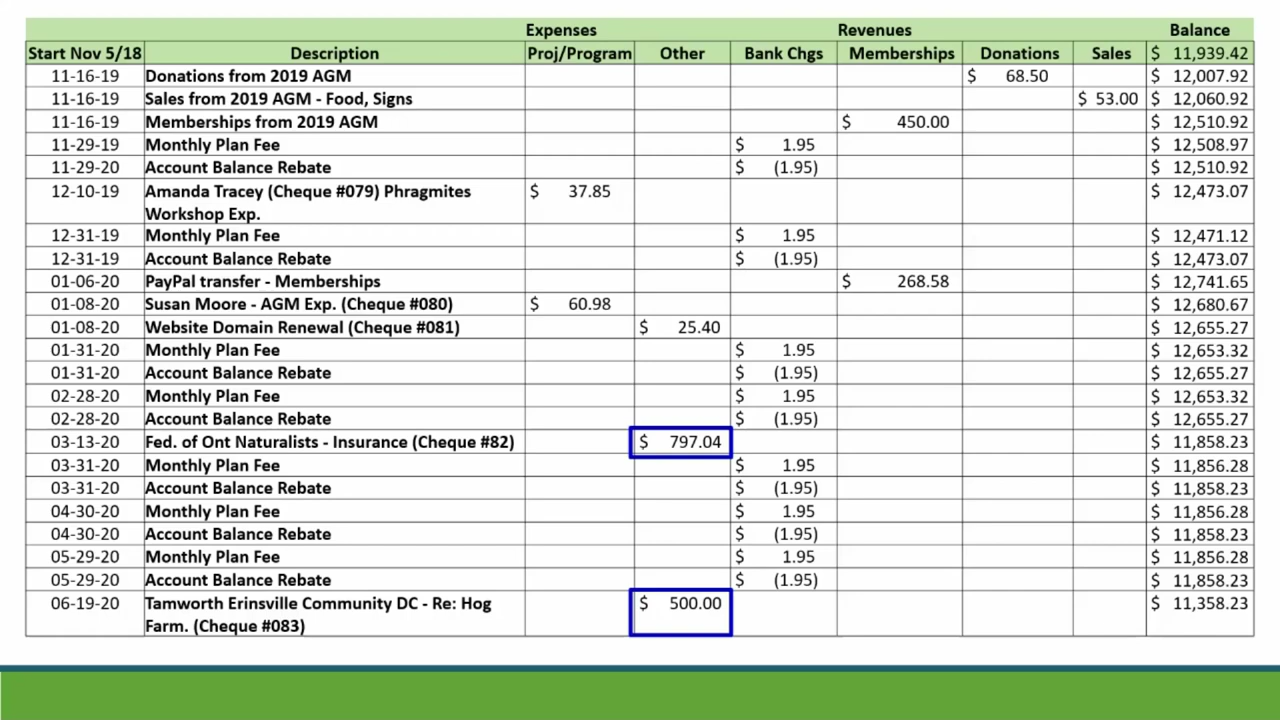 Expenses Revenues Balance
Start Nov 5/18 Description Proj/Program Other Bank Chgs Memberships Donations Sales $ 11,939.42
11-16-19 Donations from 2019 AGM $ 68.50 $ 12,007.92
11-16-19 Sales from 2019 AGM - Food, Signs $ 53.00 $ 12,060.92
11-16-19 Memberships from 2019 AGM $ 450.00 $ 12,510.92
11-29-19 Monthly Plan Fee $ 1.95 $ 12,508.97
11-29-20 Account Balance Rebate $ (1.95) $ 12,510.92
12-10-19 Amanda Tracey (Cheque #079) Phragmites $ 37.85 $ 12,473.07
Workshop Exp.
12-31-19 Monthly Plan Fee $ 1.95 $ 12,471.12
12-31-19 Account Balance Rebate $ (1.95) $ 12,473.07
01-06-20 PayPal transfer - Memberships $ 268.58 $ 12,741.65
01-08-20 Susan Moore - AGM Exp. (Cheque #080) $ 60.98 $ 12,680.67
01-08-20 Website Domain Renewal (Cheque #081) $ 25.40 $ 12,655.27
01-31-20 Monthly Plan Fee $ 1.95 $ 12,653.32
01-31-20 Account Balance Rebate $ (1.95) $ 12,655.27
02-28-20 Monthly Plan Fee $ 1.95 $ 12,653.32
02-28-20 Account Balance Rebate $ (1.95) $ 12,655.27
03-13-20 Fed. of Ont Naturalists - Insurance (Cheque #82) $ 797.04 $ 11,858.23
03-31-20 Monthly Plan Fee $ 1.95 $ 11,856.28
03-31-20 Account Balance Rebate $ (1.95) $ 11,858.23
04-30-20 Monthly Plan Fee $ 1.95 $ 11,856.28
04-30-20 Account Balance Rebate $ (1.95) $ 11,858.23
05-29-20 Monthly Plan Fee $ 1.95 $ 11,856.28
05-29-20 Account Balance Rebate $ (1.95) $ 11,858.23
06-19-20 Tamworth Erinsville Community DC - Re: Hog $ 500.00 $ 11,358.23
Farm. (Cheque #083)